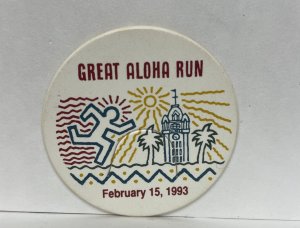 GREAT ALOHA RUN
February 15, 1993